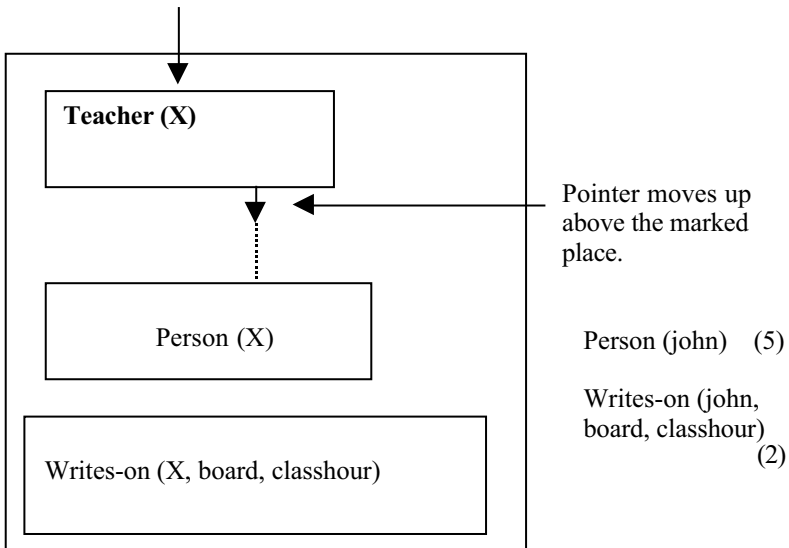 Teacher (X)
Pointer moves up
above the marked
place.
Person (X)
Person (john) (5)
Writes-on (john,
board, classhour)
(2)
Writes-on (X, board, classhour)